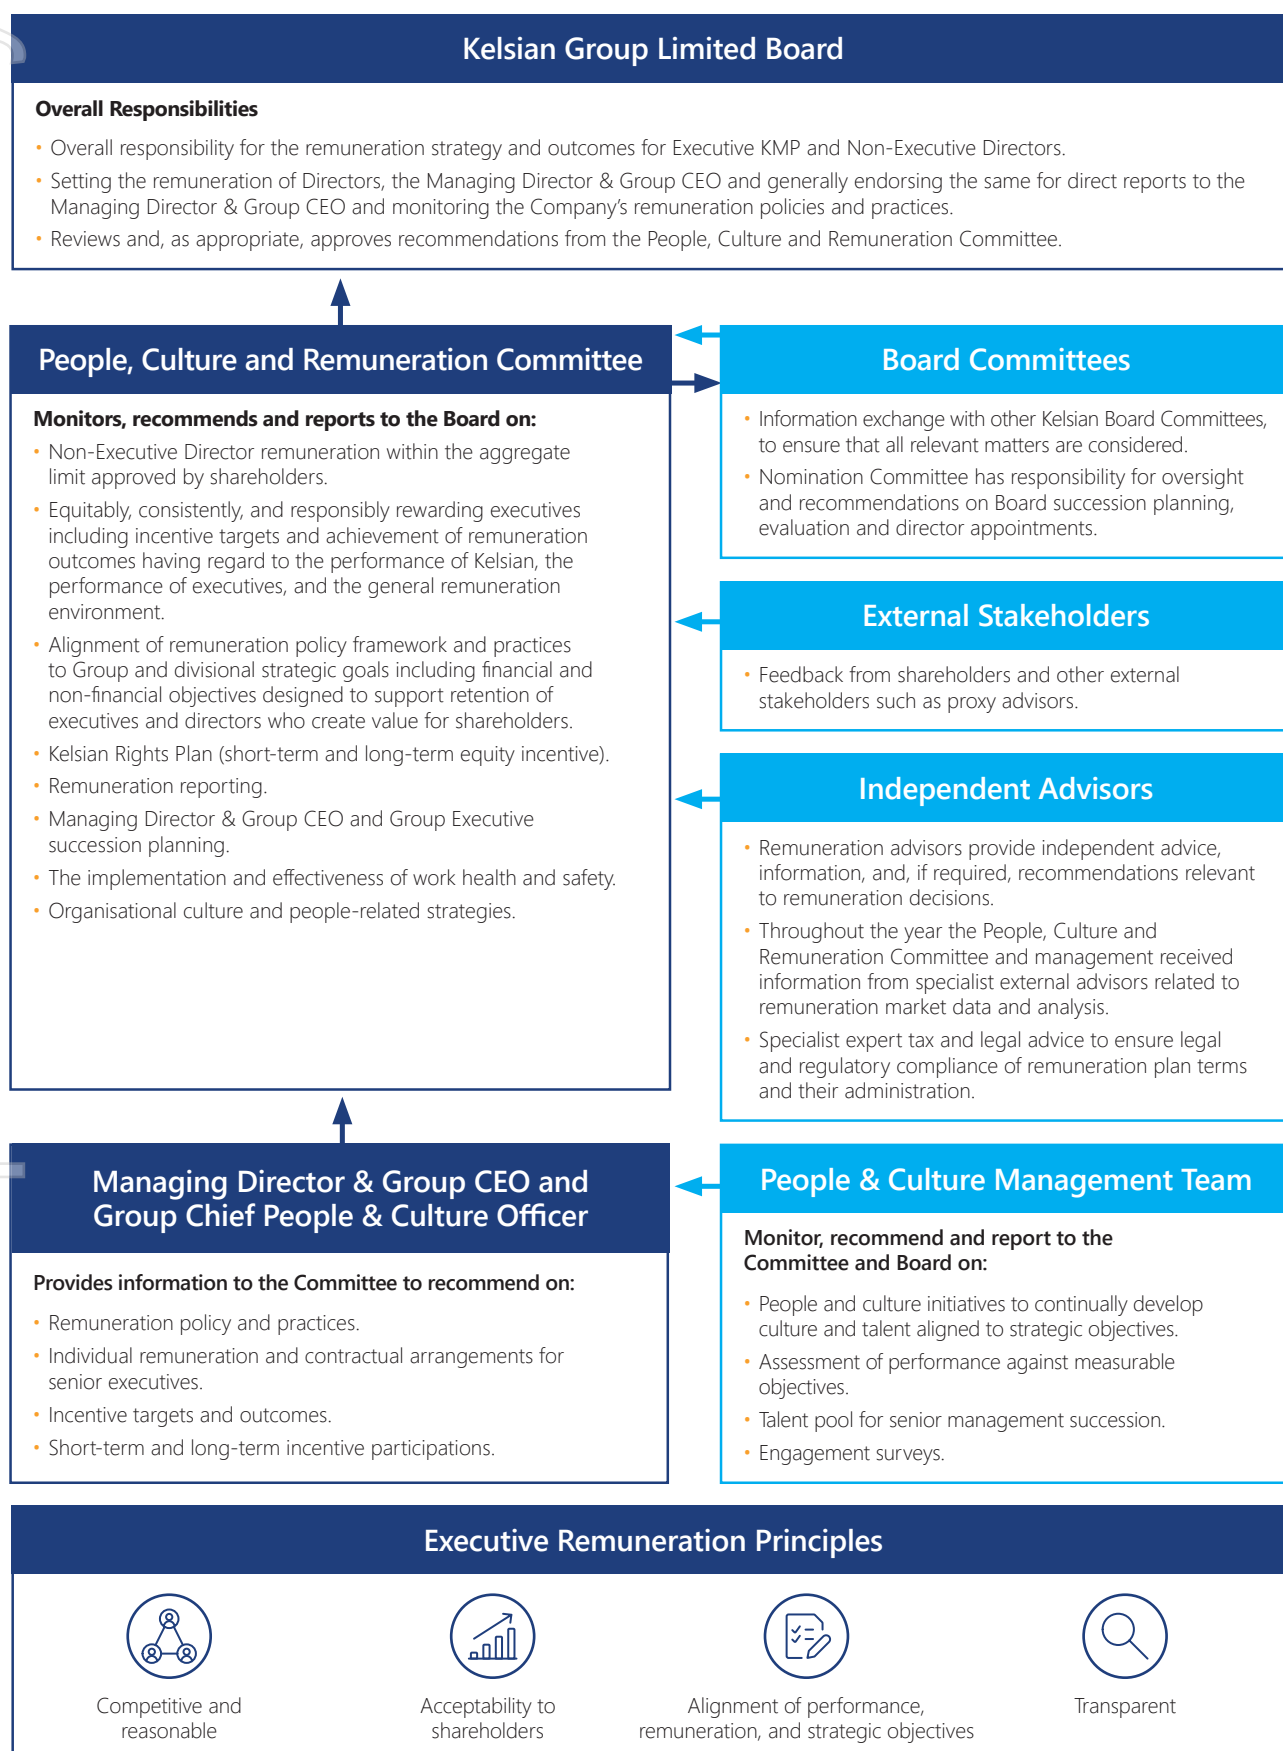 Kelsian Group Limited Board
Overall Responsibilities
• Overall responsibility for the remuneration strategy and outcomes for Executive KMP and Non-Executive Directors.
• Setting the remuneration of Directors, the Managing Director & Group CEO and generally endorsing the same for direct reports to the
Managing Director & Group CEO and monitoring the Company's remuneration policies and practices.
• Reviews and, as appropriate, approves recommendations from the People, Culture and Remuneration Committee.
People, Culture and Remuneration Committee
Monitors, recommends and reports to the Board on:
• Non-Executive Director remuneration within the aggregate
limit approved by shareholders.
• Equitably, consistently, and responsibly rewarding executives
including incentive targets and achievement of remuneration
outcomes having regard to the performance of Kelsian, the
performance of executives, and the general remuneration
environment.
• Alignment of remuneration policy framework and practices
to Group and divisional strategic goals including financial and
non-financial objectives designed to support retention of
executives and directors who create value for shareholders.
• Kelsian Rights Plan (short-term and long-term equity incentive).
• Remuneration reporting.
• Managing Director & Group CEO and Group Executive
succession planning.
• The implementation and effectiveness of work health and safety.
• Organisational culture and people-related strategies.
Board Committees
• Information exchange with other Kelsian Board Committees,
to ensure that all relevant matters are considered.
• Nomination Committee has responsibility for oversight
and recommendations on Board succession planning,
evaluation and director appointments.
External Stakeholders
• Feedback from shareholders and other external
stakeholders such as proxy advisors.
Independent Advisors
• Remuneration advisors provide independent advice,
information, and, if required, recommendations relevant
to remuneration decisions.
• Throughout the year the People, Culture and
Remuneration Committee and management received
information from specialist external advisors related to
remuneration market data and analysis.
• Specialist expert tax and legal advice to ensure legal
and regulatory compliance of remuneration plan terms
and their administration.
Managing Director & Group CEO and
Group Chief People & Culture Officer
Provides information to the Committee to recommend on:
• Remuneration policy and practices.
• Individual remuneration and contractual arrangements for
senior executives.
• Incentive targets and outcomes.
• Short-term and long-term incentive participations.
People & Culture Management Team
Monitor, recommend and report to the
Committee and Board on:
• People and culture initiatives to continually develop
culture and talent aligned to strategic objectives.
• Assessment of performance against measurable
objectives.
• Talent pool for senior management succession.
• Engagement surveys.
Executive Remuneration Principles
Competitive and
reasonable
Acceptability to
shareholders
Alignment of performance,
remuneration, and strategic objectives
Transparent